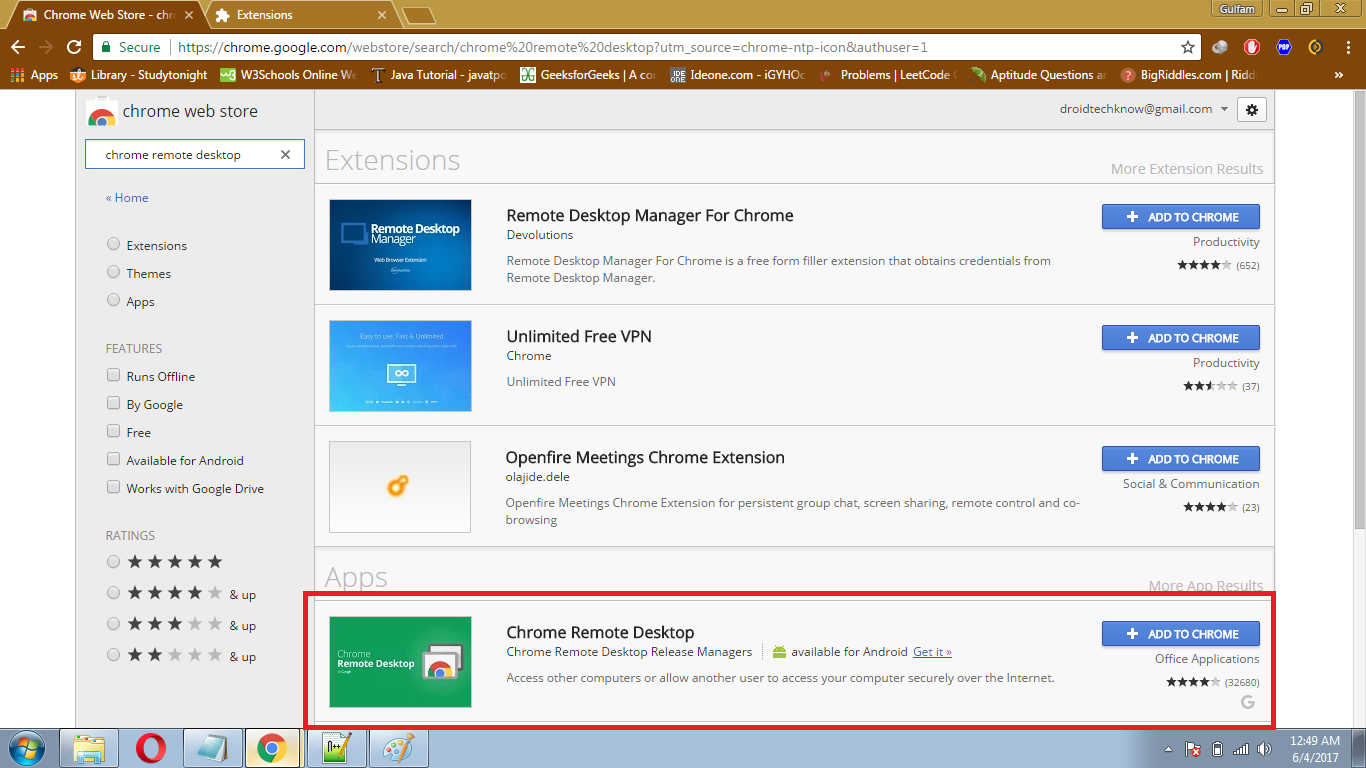 Chrome Web Store - chr
Extensions
Gulfam
Secure
https://chrome.google.com/webstore/search/chrome%20remote%20desktop?utm_source=chrome-ntp-icon&authuser=1
POP
Apps
Library - Studytonight
W3Schools Online We
Java Tutorial - javatpo
GeeksforGeeks | A co
Ideone.com - iGYHO
Problems | LeetCode
Aptitude Questions a
BigRiddles.com | Ridd
»
chrome web store
droidtechknow@gmail.com
chrome remote desktop
« Home
Extensions
Themes
Apps
FEATURES
Runs Offline
By Google
Free
Available for Android
Works with Google Drive
RATINGS
& up
& up
& up
Extensions
More Extension Results
Remote Desktop
Manager
Web Browser Extension
Remote Desktop Manager For Chrome
Devolutions
Remote Desktop Manager For Chrome is a free form filler extension that obtains credentials from
Remote Desktop Manager.
ADD TO CHROME
Productivity
(652)
Easy to use, Fast & Unlimited
Unlimited Free VPN
Chrome
Unlimited Free VPN
ADD TO CHROME
Productivity
(37)
Openfire Meetings Chrome Extension
olajide.dele
Openfire Meetings Chrome Extension for persistent group chat, screen sharing, remote control and co-
browsing
ADD TO CHROME
Social & Communication
(23)
Apps
More App Results
Chrome
Remote Desktop
Chrome Remote Desktop
Chrome Remote Desktop Release Managers
available for Android Get it »
Access other computers or allow another user to access your computer securely over the Internet.
ADD TO CHROME
Office Applications
(32680)
12:49 AM
6/4/2017